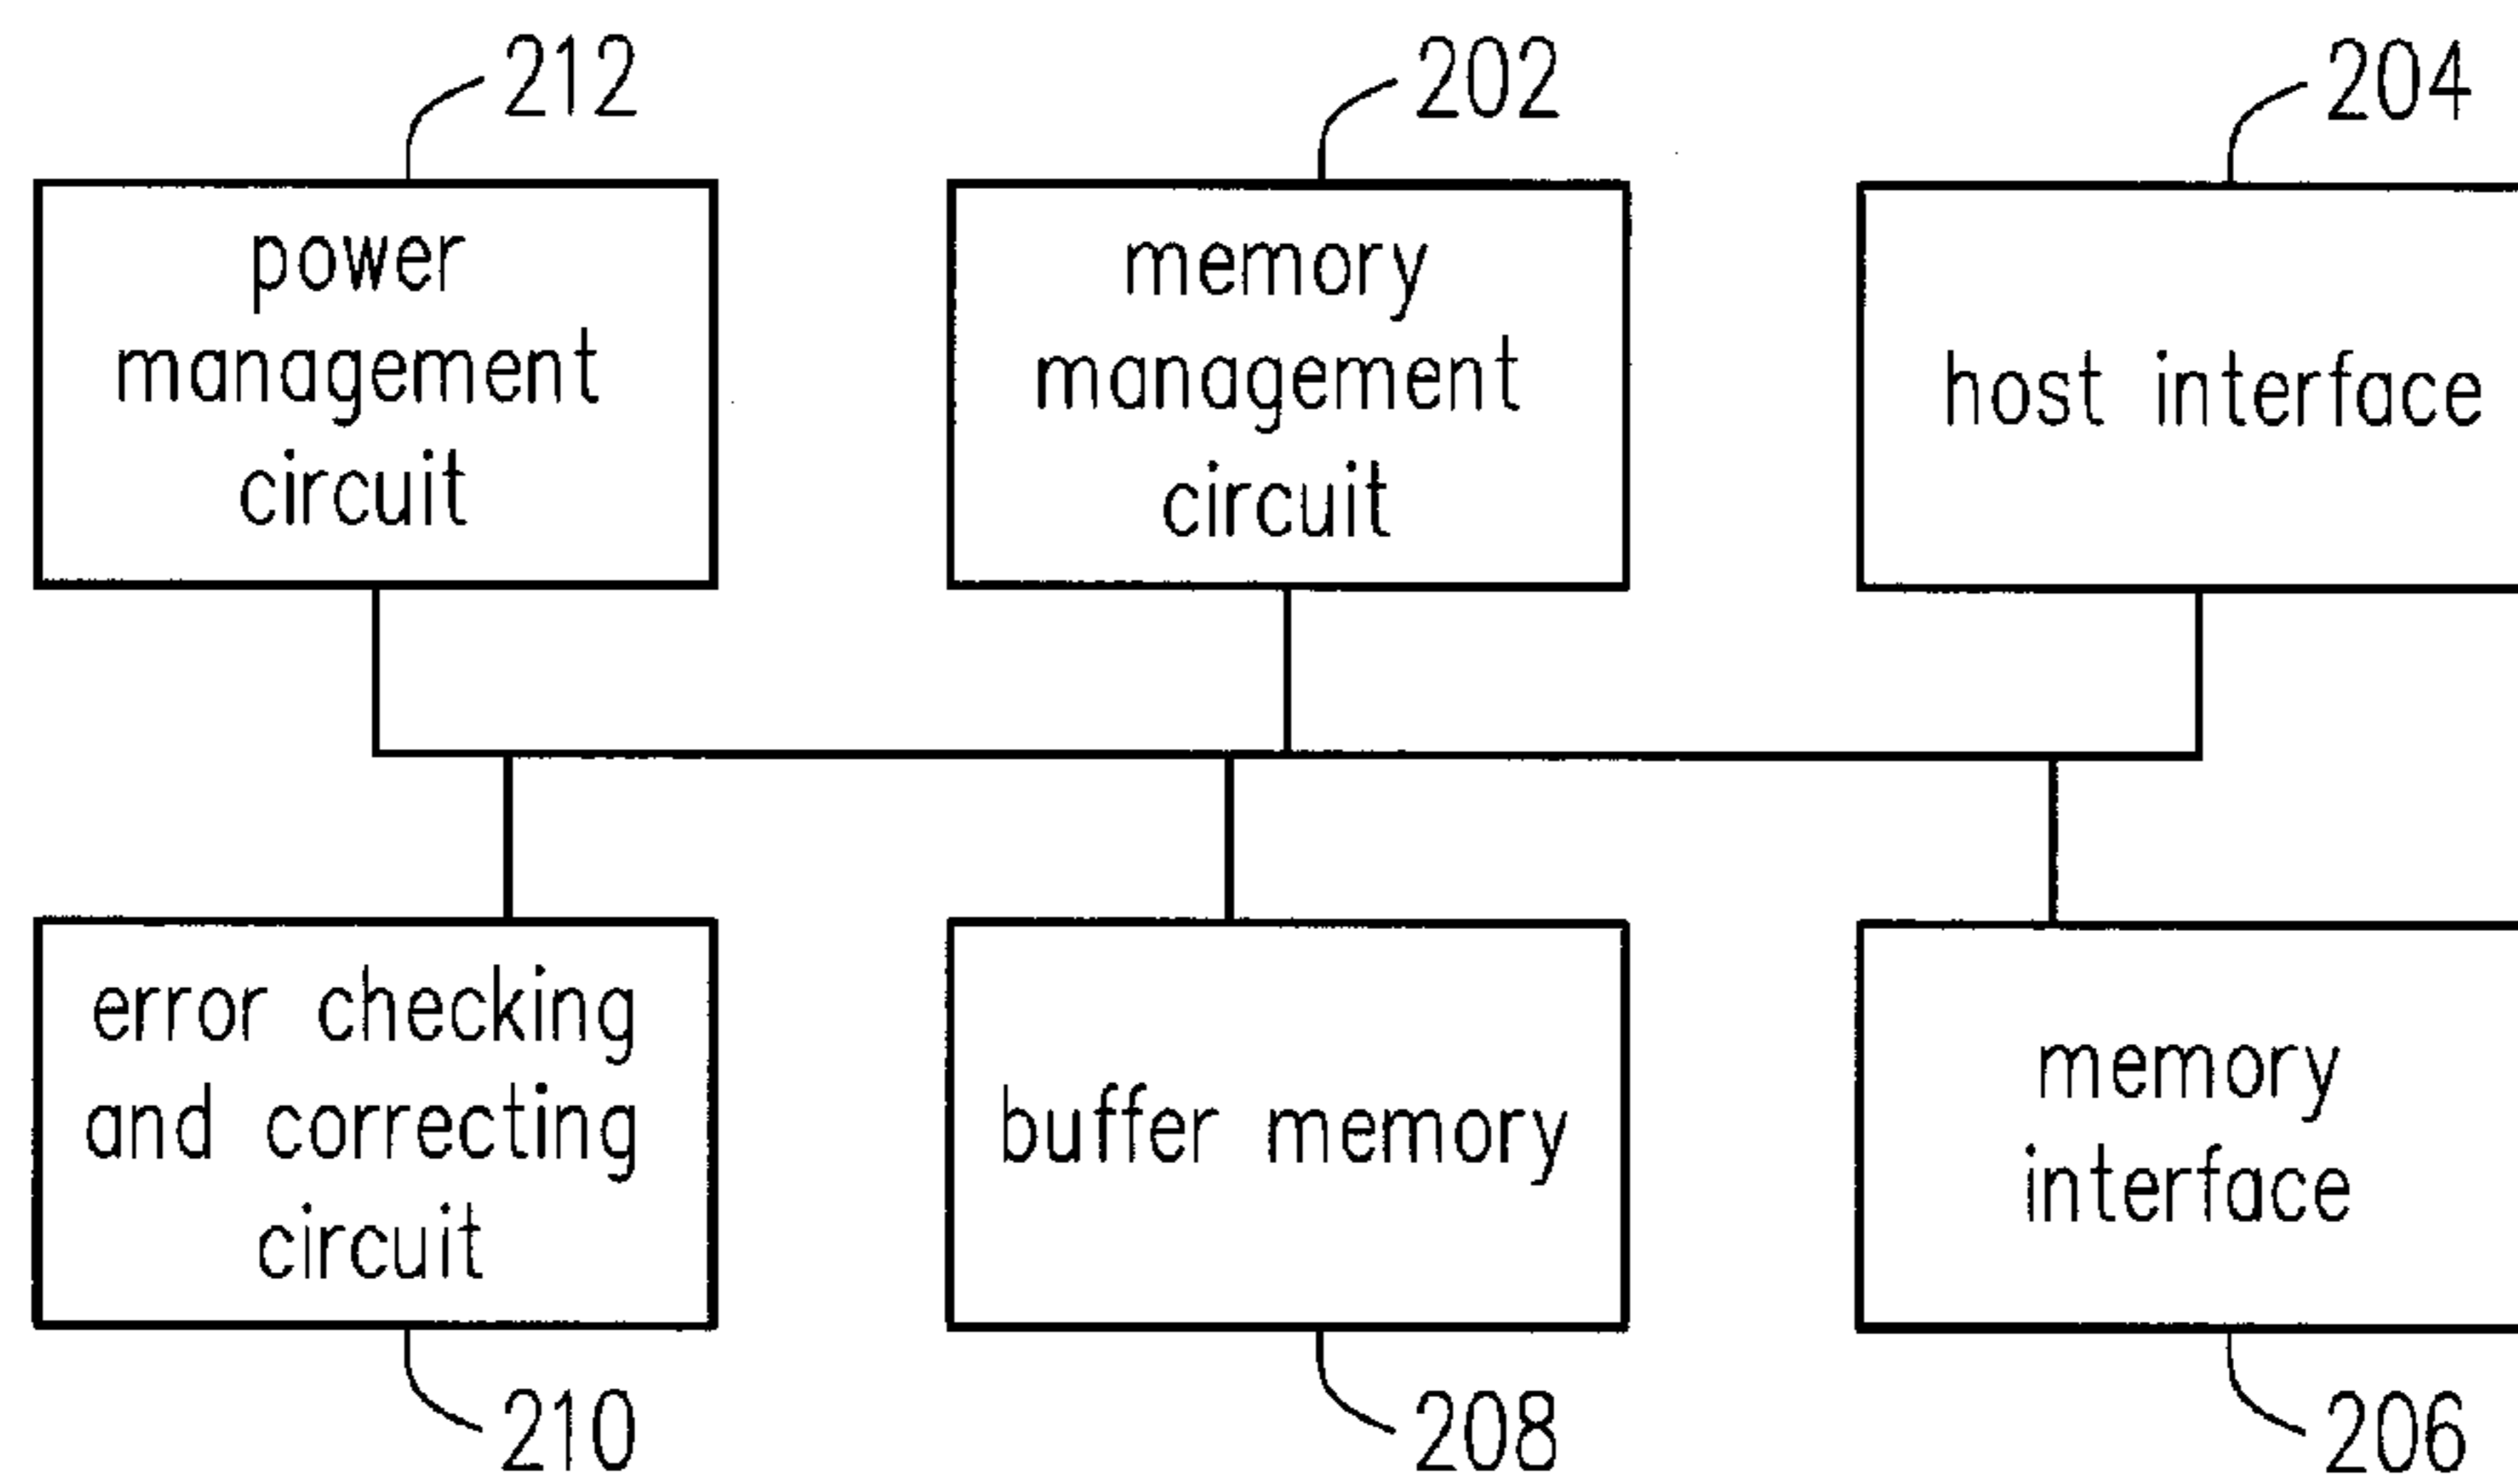 212
202
204
power
management
circuit
memory
management
circuit
host interface
error checking
and correcting
circuit
buffer memory
memory
interface
210
208
206